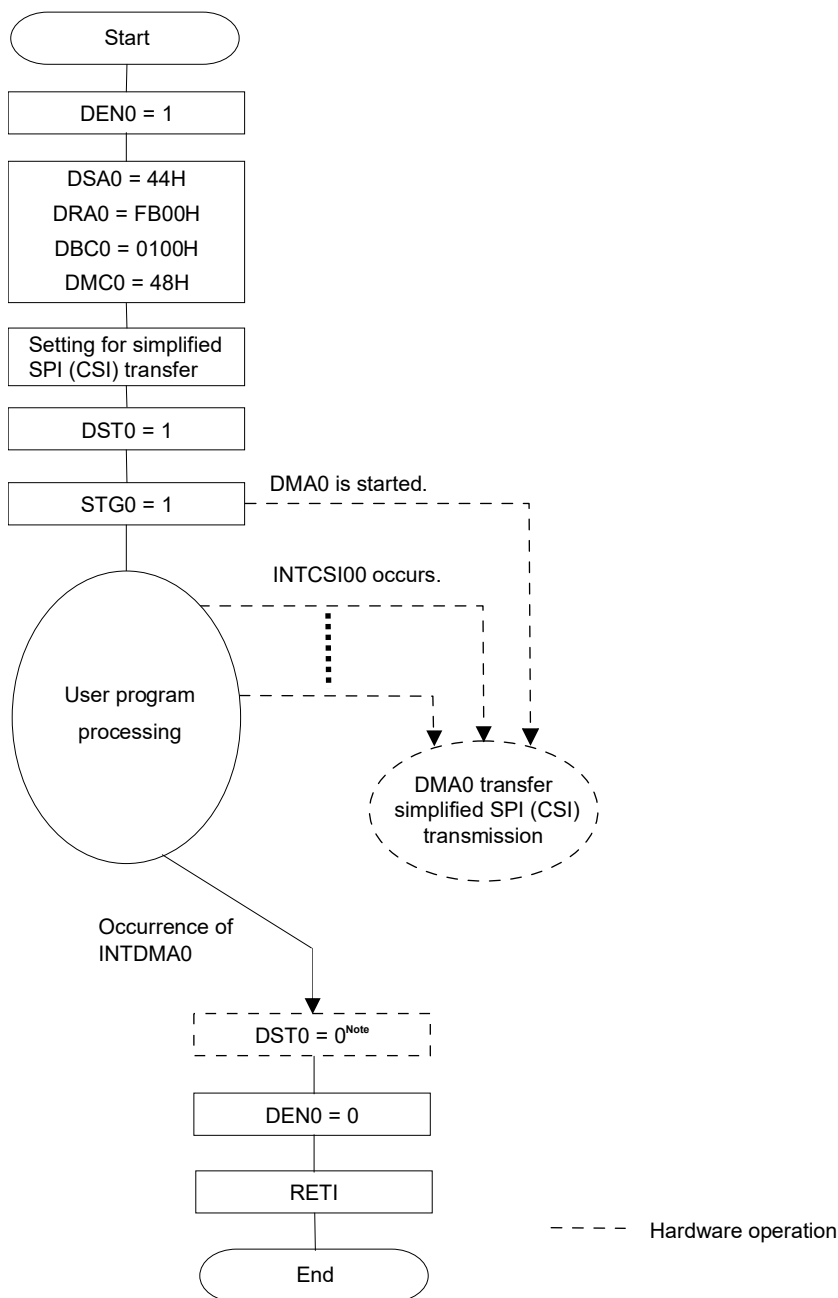 Start
DEN0 = 1
DSA0 = 44H
DRA0 = FB00H
DBC0 = 0100H
DMC0 = 48H
Setting for simplified
SPI (CSI) transfer
DST0 = 1
STG0 = 1
DMA0 is started.
INTCSI00 occurs.
User program
processing
DMA0 transfer
simplified SPI (CSI)
transmission
Occurrence of
INTDMA0
DST0 = 0Note
DEN0 = 0
RETI
End
Hardware operation